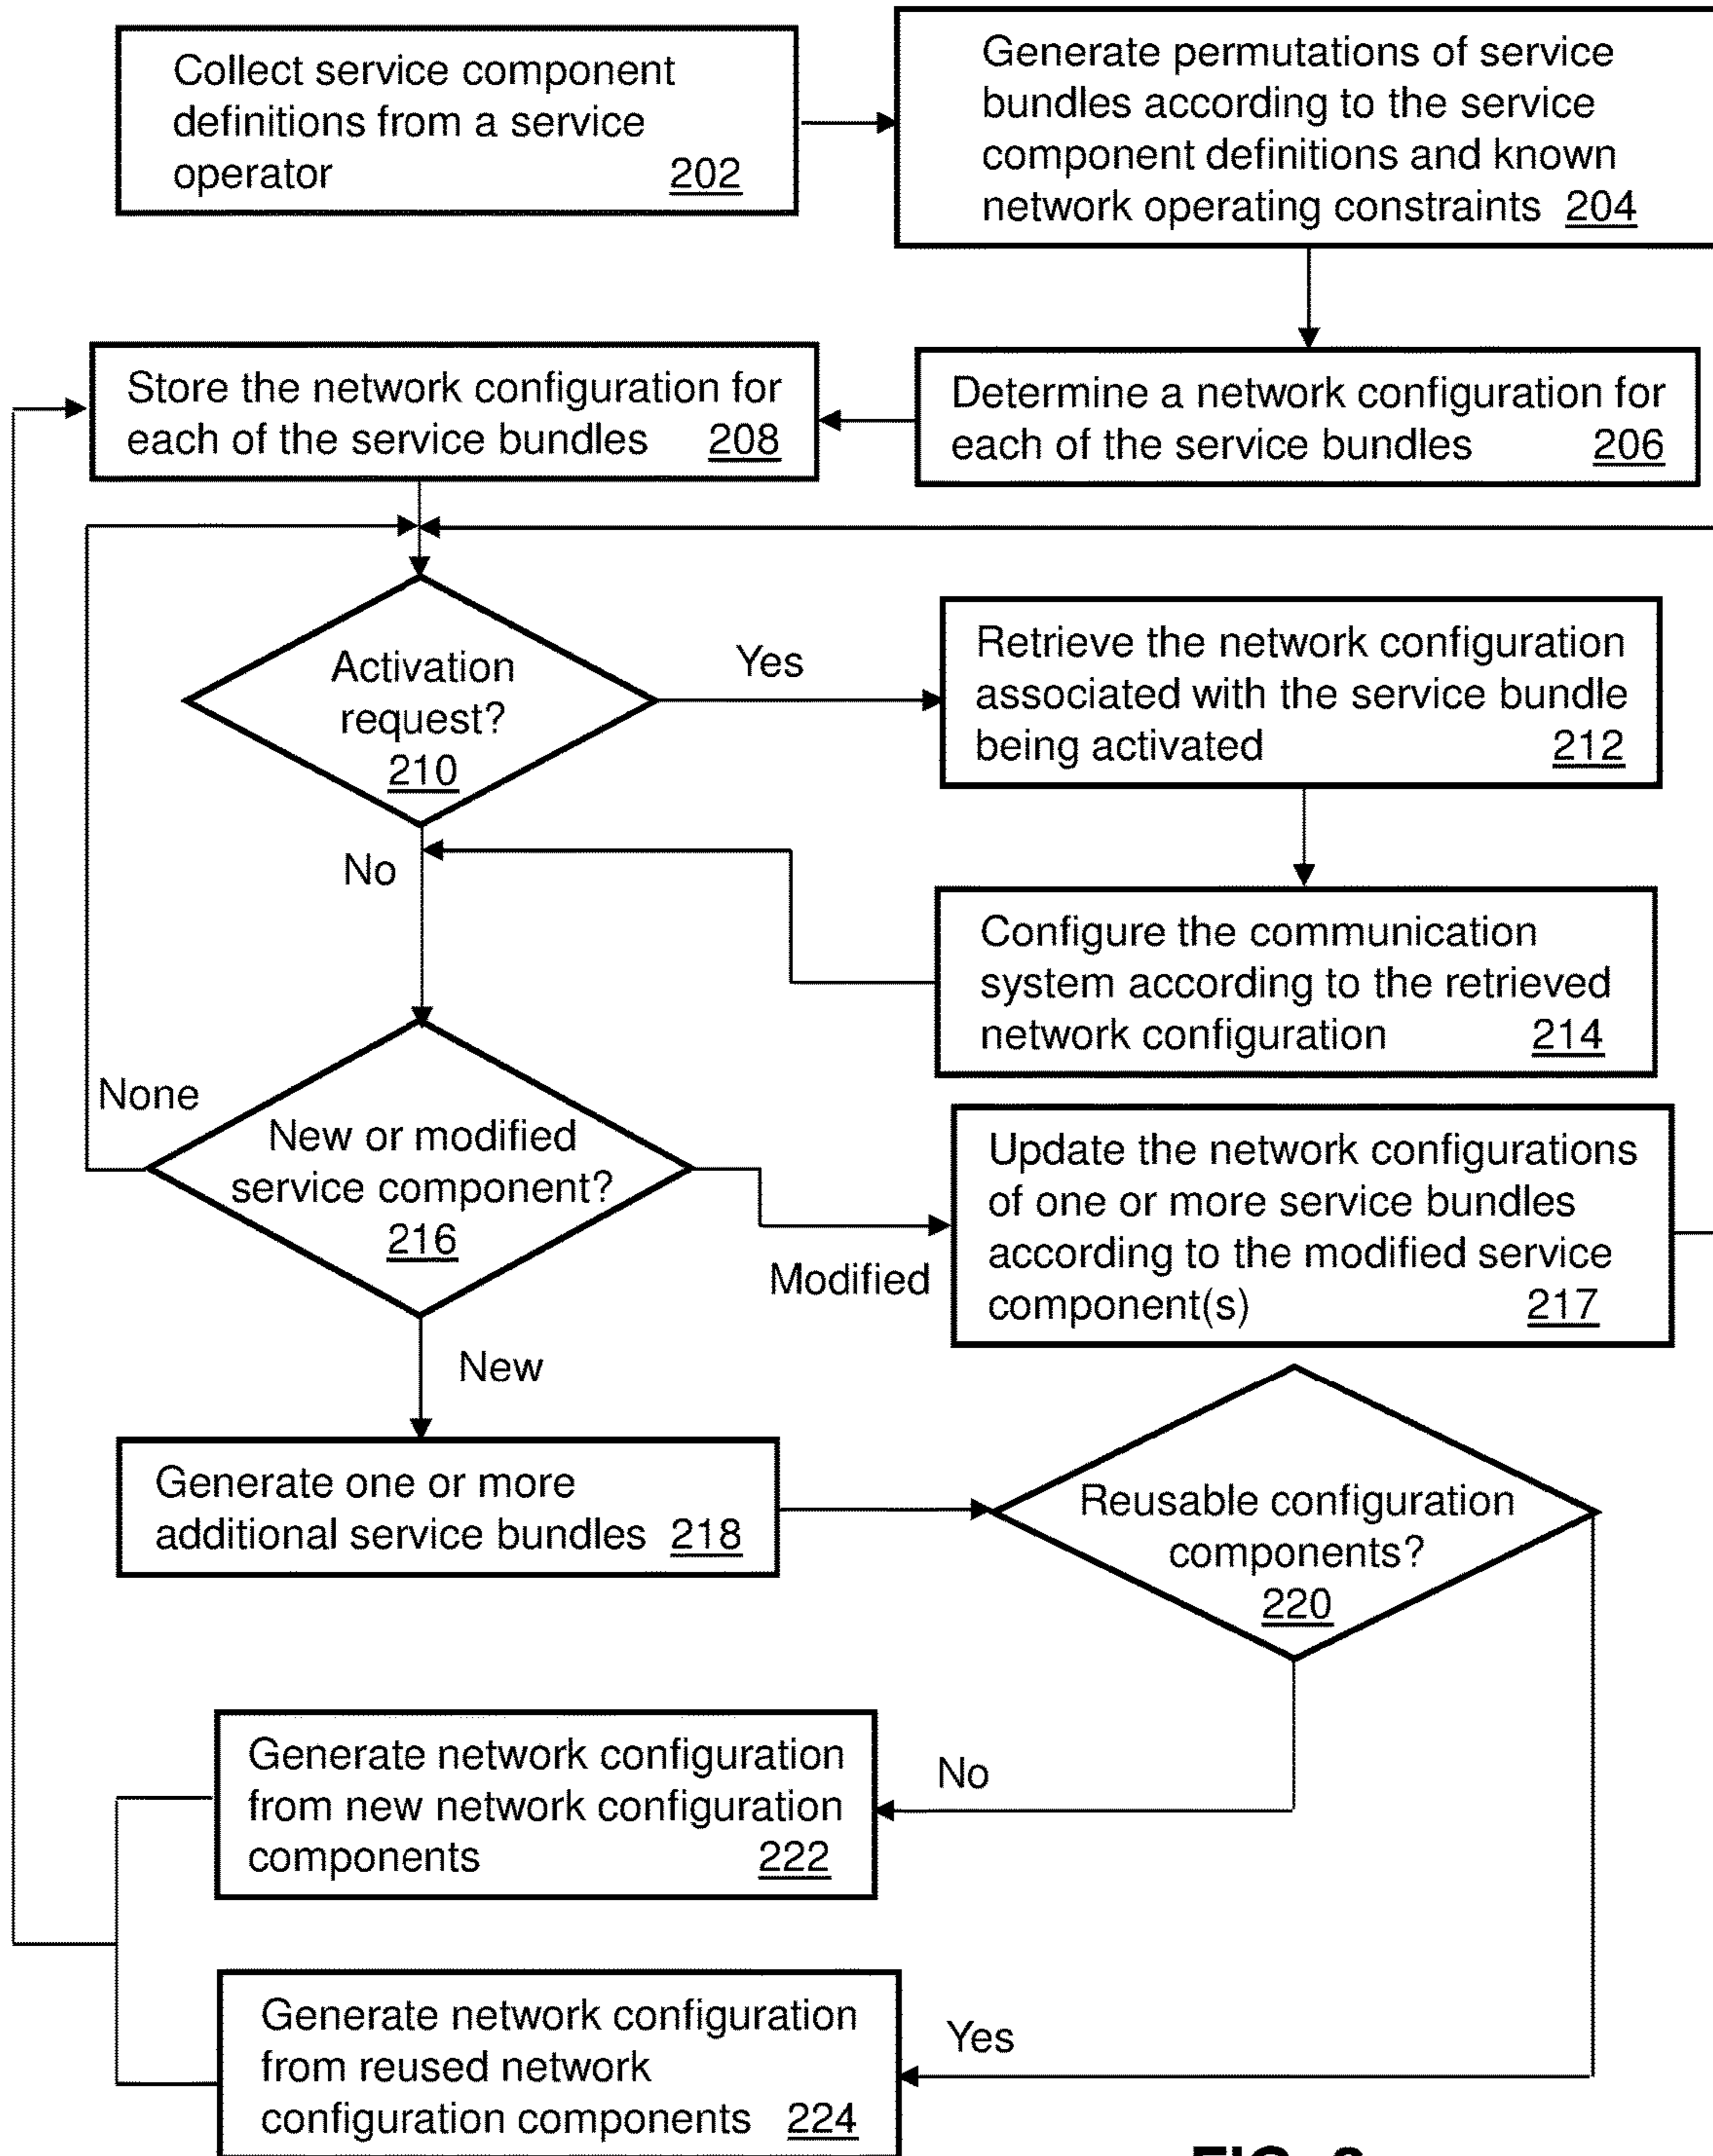 Collect service component
definitions from a service
operator 202
Generate permutations of service
bundles according to the service
component definitions and known
network operating constraints 204
Store the network configuration for
each of the service bundles 208
Determine a network configuration for
each of the service bundles 206
Activation
request?
210
Yes
Retrieve the network configuration
associated with the service bundle
being activated 212
No
Configure the communication
system according to the retrieved
network configuration 214
None
New or modified
service component?
216
Modified
Update the network configurations
of one or more service bundles
according to the modified service
component(s) 217
New
Generate one or more
additional service bundles 218
Reusable configuration
components?
220
Generate network configuration
from new network configuration
components 222
No
Generate network configuration
from reused network
configuration components 224
Yes